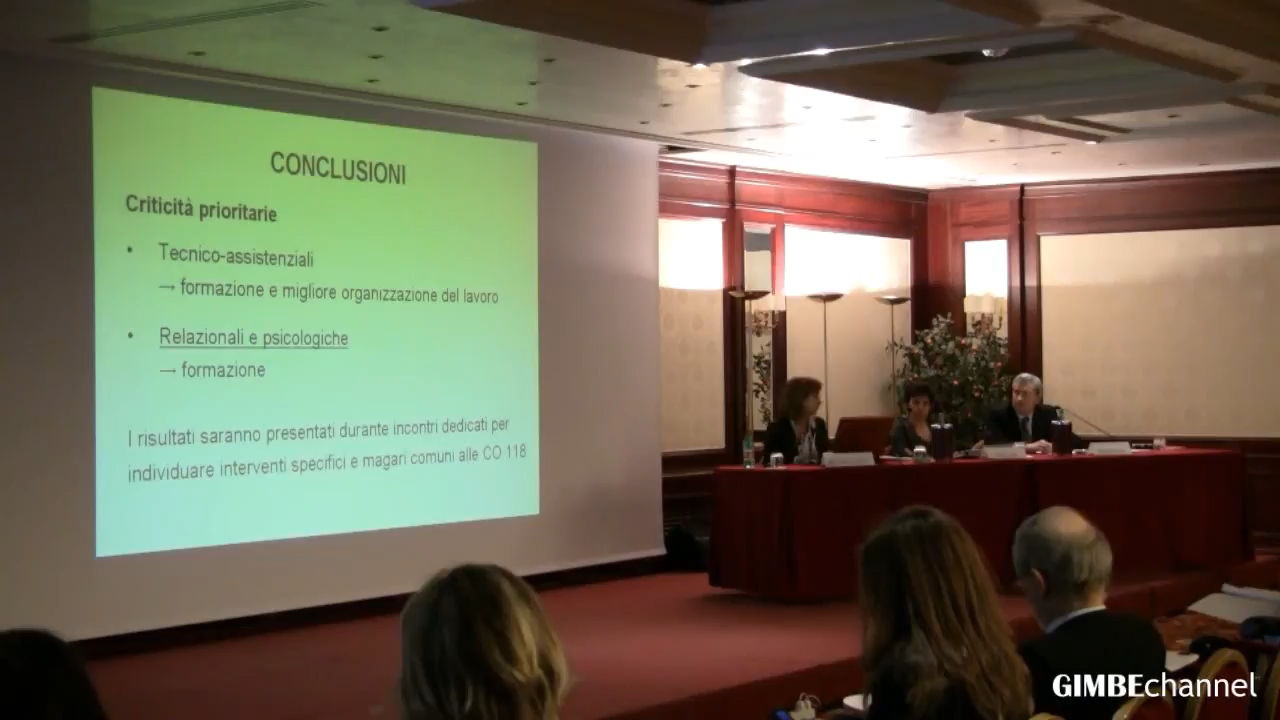 CONCLUSIONI
Criticità prioritarie
• Tecnico-assistenziali
→ formazione e migliore organizzazione del lavoro
• Relazionali e psicologiche
→ formazione
I risultati saranno presentati durante incontri dedicati per
individuare interventi specifici e magari comuni alle CO 118
GIMBEchannel